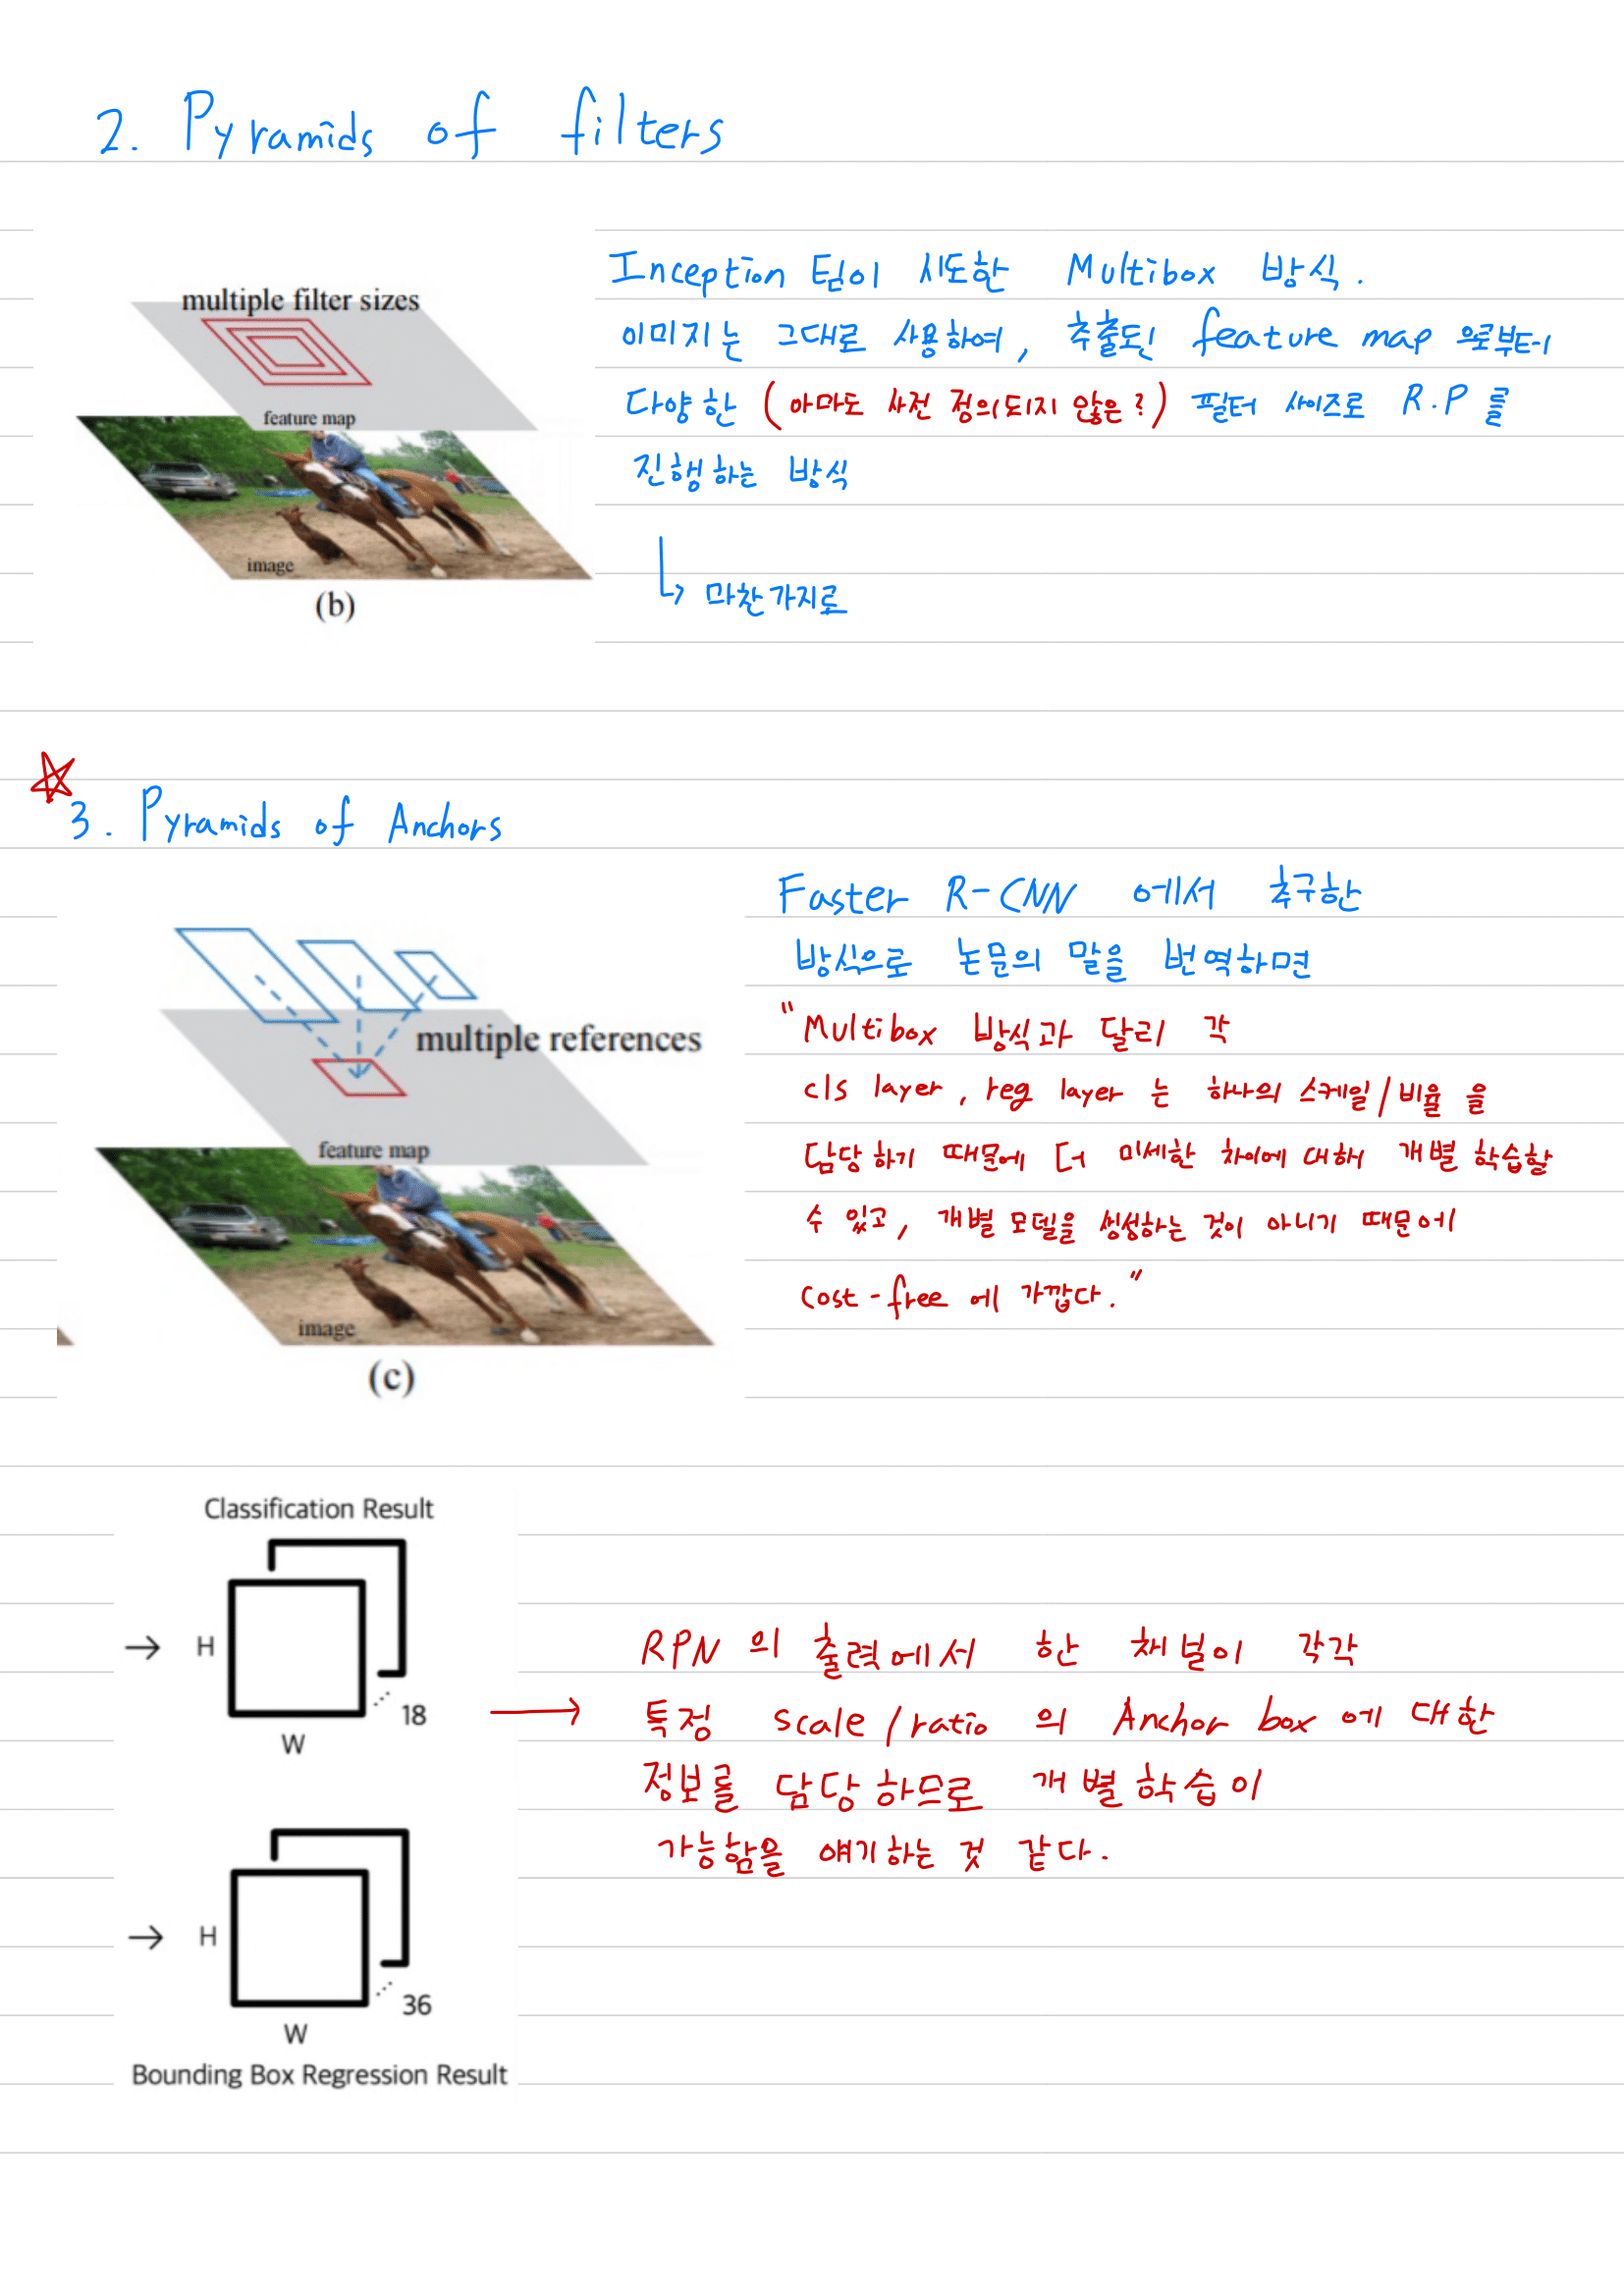 2. Pyramids of filters
multiple filter sizes
feature map
image
(b)
Inception 팀이 시도한 Multibox 방식.
이미지는 그대로 사용하여, 추출된 feature map 으로부터
다양한 (아마도 사전 정의되지 않은?) 필터 사이즈로 R.P를
진행하는 방식
↳ 마찬가지로
3. Pyramids of Anchors
multiple references
feature map
image
(c)
Faster R-CNN 에서 추구한
방식으로 논문의 말을 번역하면
"Multibox 방식과 달리 각
cls layer, reg layer 는 하나의 스케일/비율 을
담당하기 때문에 더 미세한 차이에 대해 개별 학습할
수 있고, 개별 모델을 생성하는 것이 아니기 때문에
cost-free 에 가깝다."
Classification Result
→ H
18
W
→ H
36
W
Bounding Box Regression Result
RPN 의 출력에서 한 채널이 각각
특정 scale/ratio 의 Anchor box 에 대한
정보를 담당하므로 개별학습이
가능함을 얘기하는 것 같다.